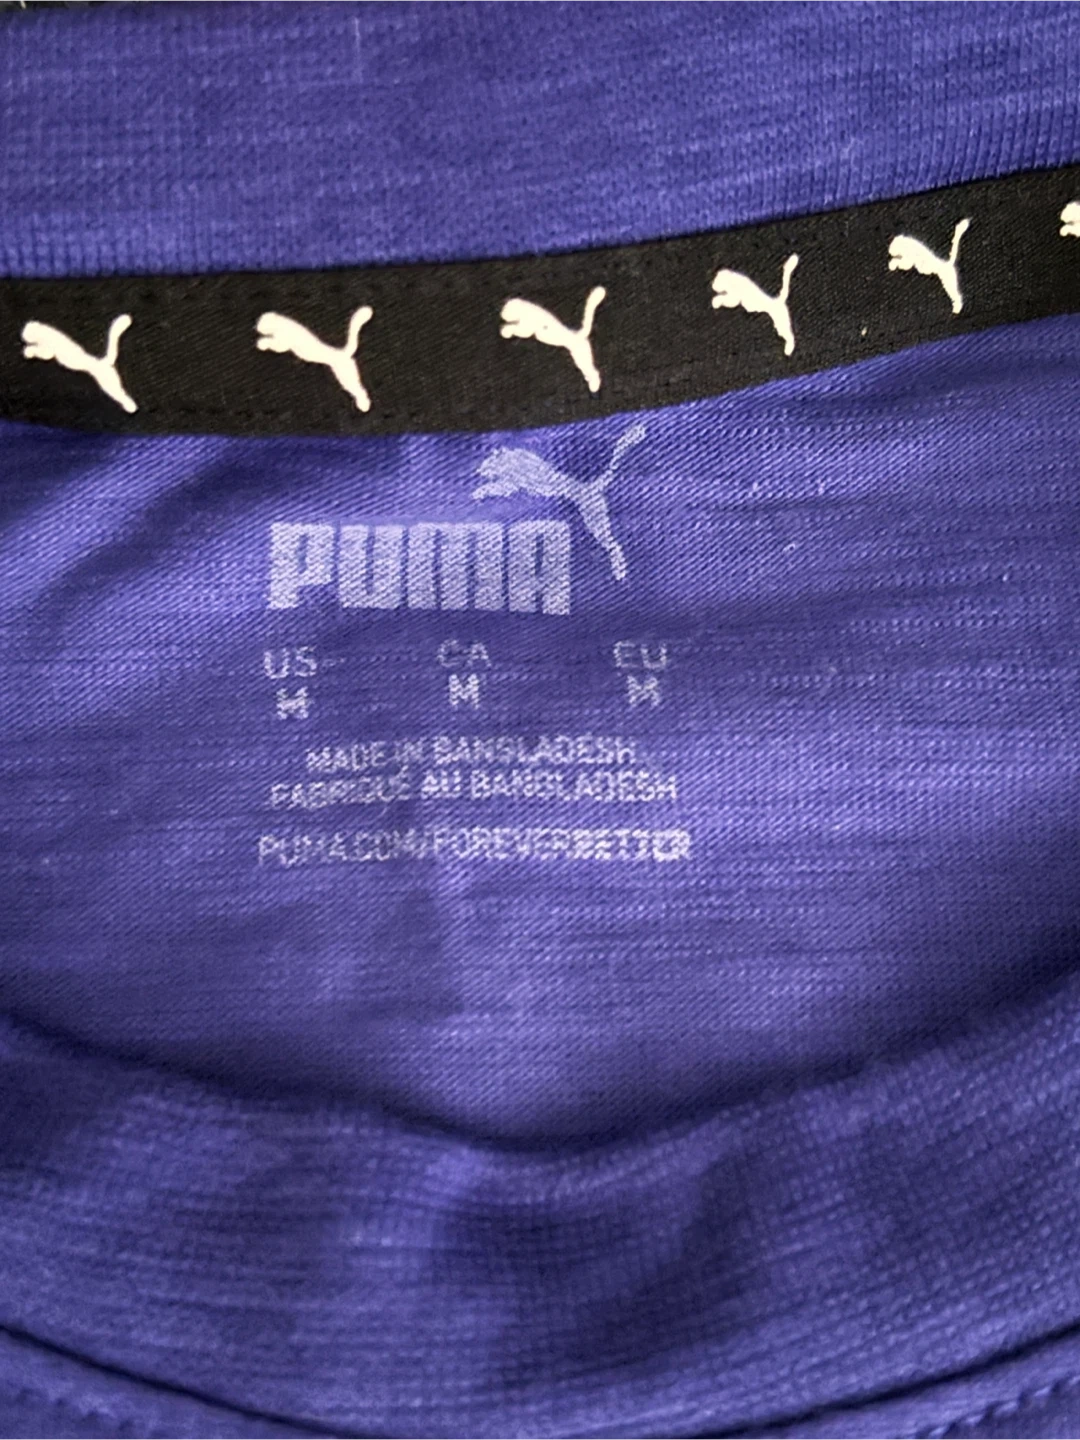 PUMA
US CA EU
M M M
MADE IN BANGLADESH
FABRIQUÉ AU BANGLADESH
PUMA.COM/FOREVERBETTER